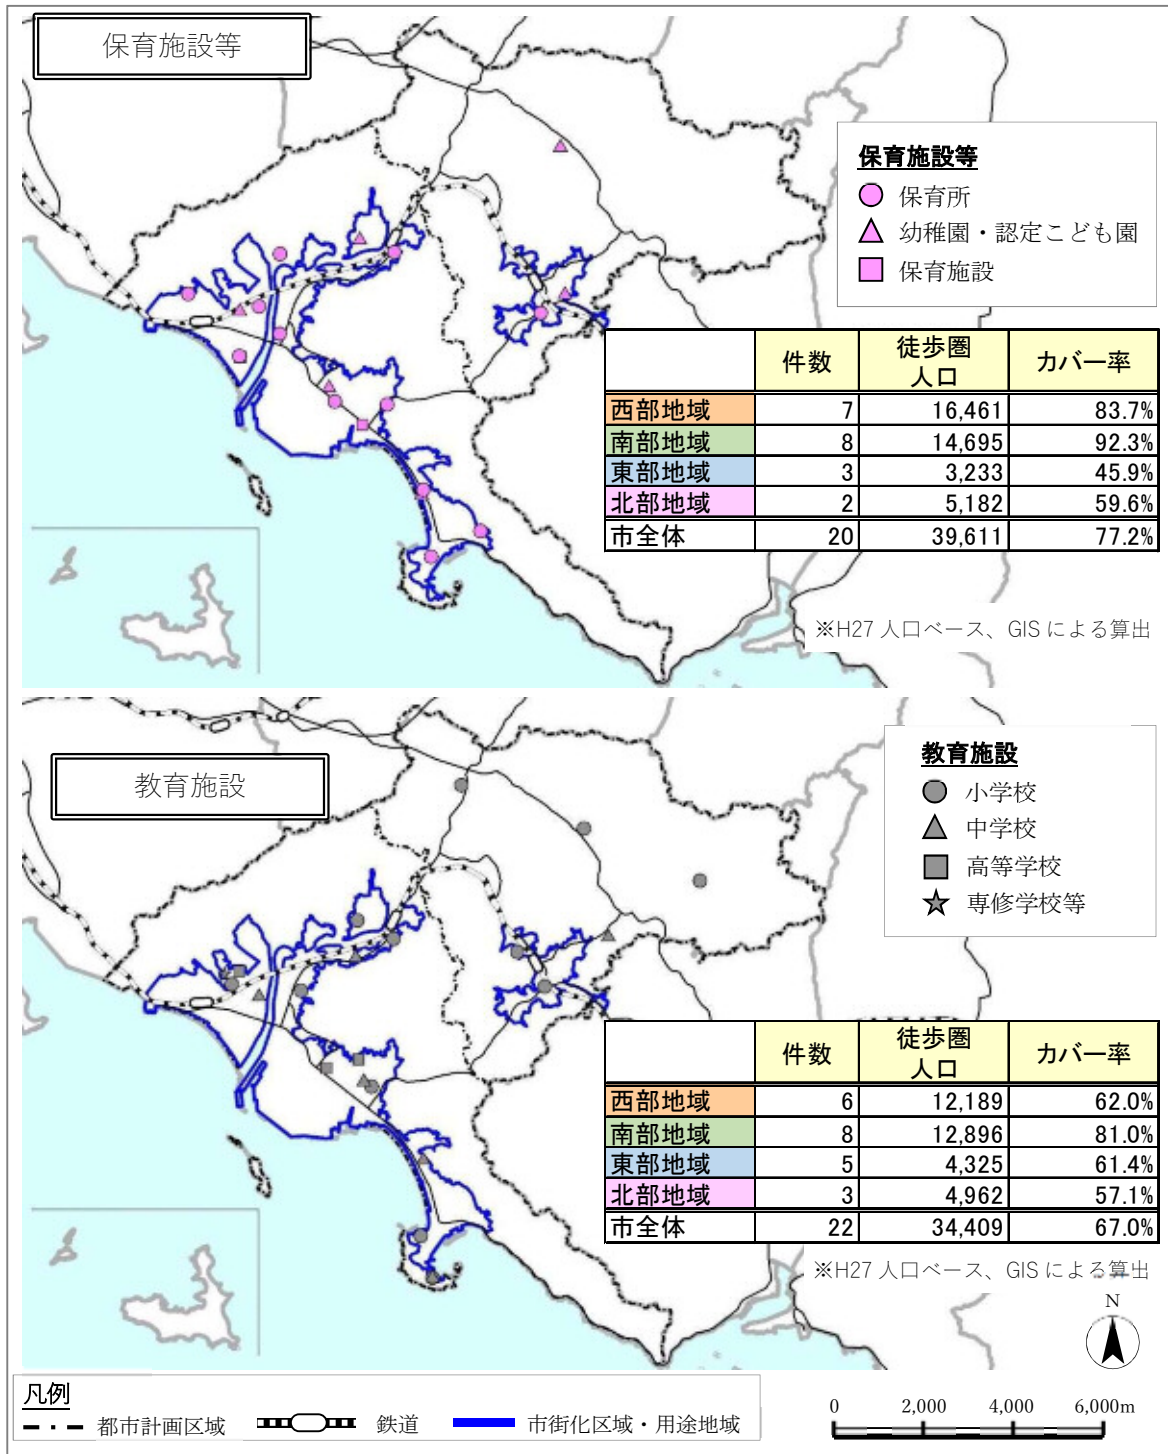 保育施設等
保育施設等
保育所
幼稚園・認定こども園
保育施設
件数 徒歩圏人口 カバー率
西部地域 7 16,461 83.7%
南部地域 8 14,695 92.3%
東部地域 3 3,233 45.9%
北部地域 2 5,182 59.6%
市全体 20 39,611 77.2%
※H27 人口ベース、GIS による算出
教育施設
教育施設
小学校
中学校
高等学校
専修学校等
件数 徒歩圏人口 カバー率
西部地域 6 12,189 62.0%
南部地域 8 12,896 81.0%
東部地域 5 4,325 61.4%
北部地域 3 4,962 57.1%
市全体 22 34,409 67.0%
※H27 人口ベース、GIS による算出
N
凡例
都市計画区域 鉄道 市街化区域・用途地域
0 2,000 4,000 6,000m